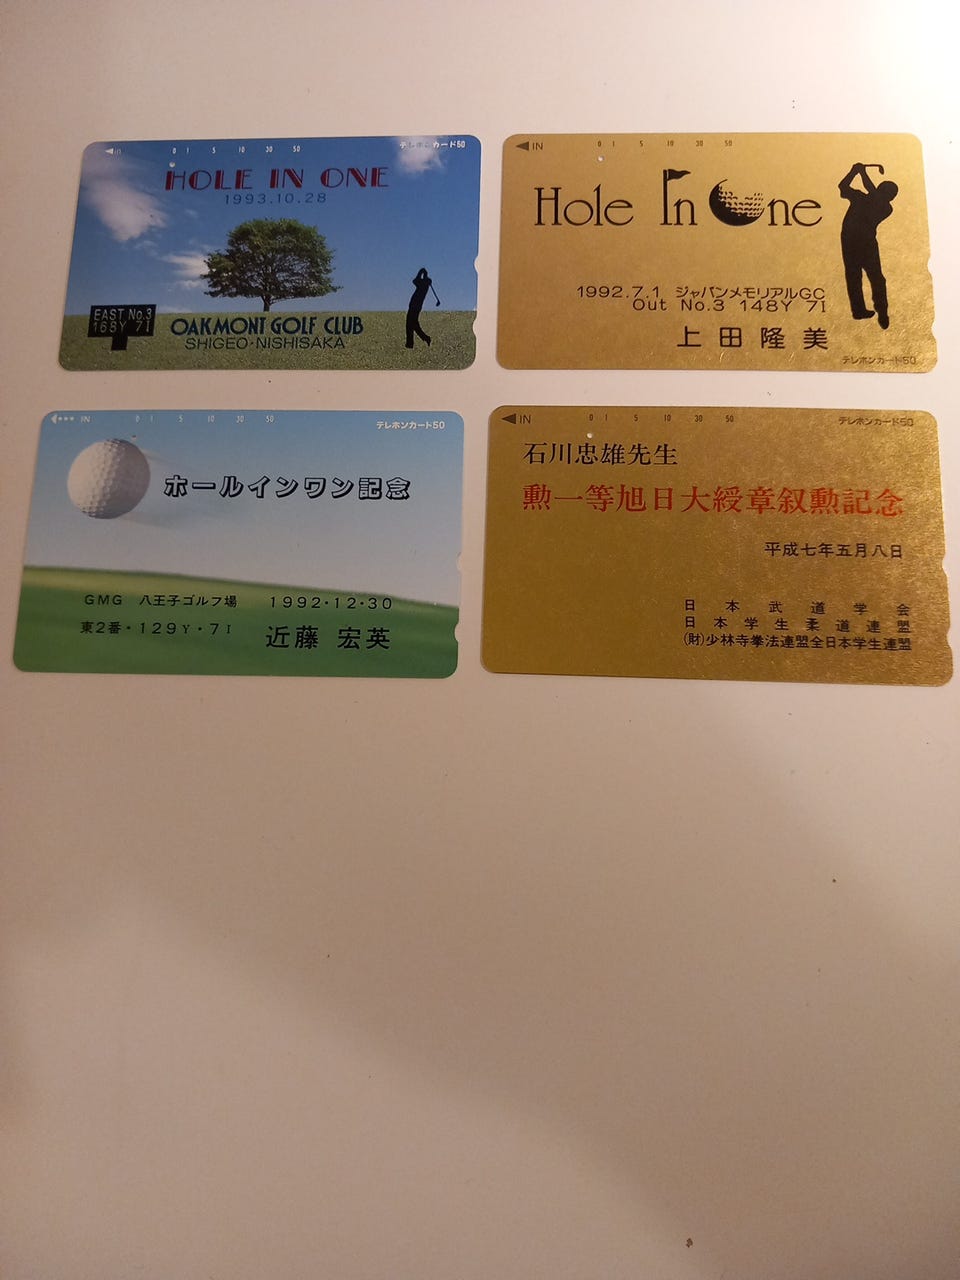 IN 0 1 5 10 30 50 テレホンカード50
HOLE IN ONE
1993.10.28
EAST No.3
168Y 7I
OAKMONT GOLF CLUB
SHIGEO·NISHISAKA
IN 0 1 5 10 30 50
Hole In One
1992.7.1 ジャパンメモリアルGC
Out No.3 148Y 7I
上田隆美
テレホンカード50
IN 0 1 5 10 30 50 テレホンカード50
ホールインワン記念
GMG 八王子ゴルフ場 1992·12·30
東2番·129Y·7I 近藤 宏英
IN 0 1 5 10 30 50 テレホンカード50
石川忠雄先生
勲一等旭日大綬章叙勲記念
平成七年五月八日
日本武道学会
日本学生柔道連盟
(財)少林寺拳法連盟全日本学生連盟